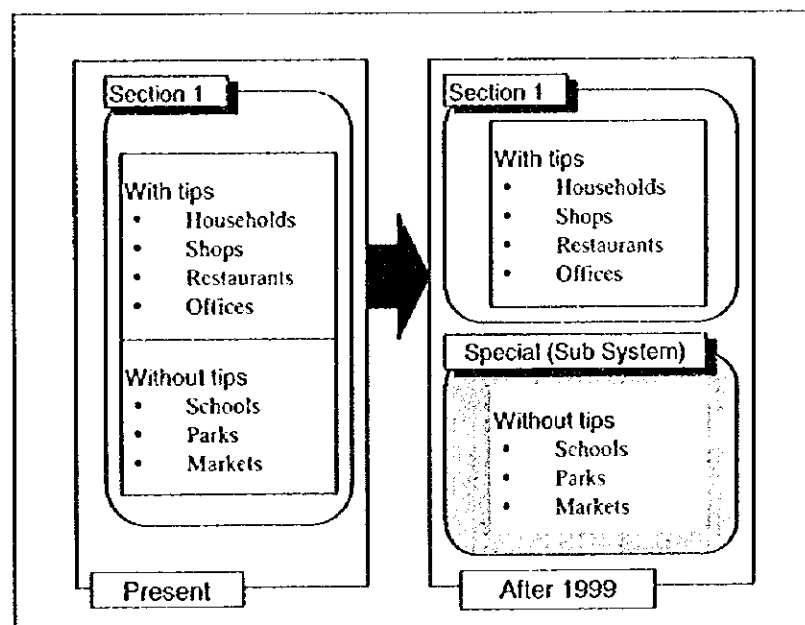 Section 1
With tips
• Households
• Shops
• Restaurants
• Offices
Without tips
• Schools
• Parks
• Markets
Present
Section 1
With tips
• Households
• Shops
• Restaurants
• Offices
Special (Sub System)
Without tips
• Schools
• Parks
• Markets
After 1999